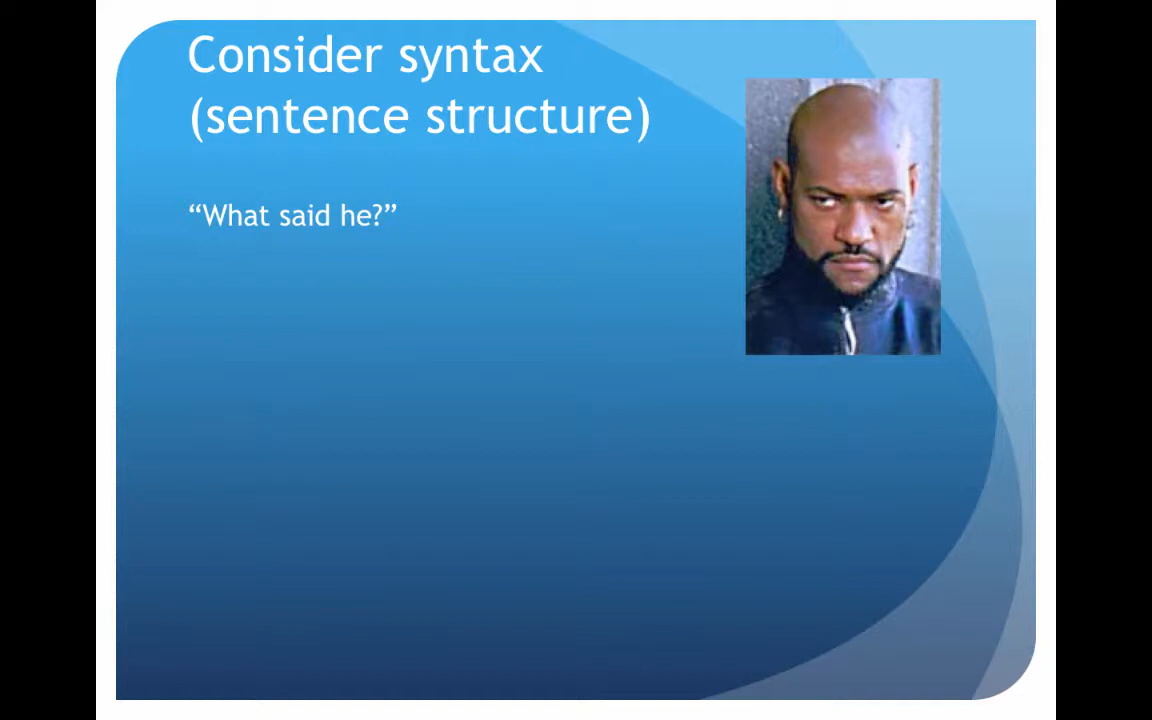 Consider syntax
(sentence structure)
“What said he?”